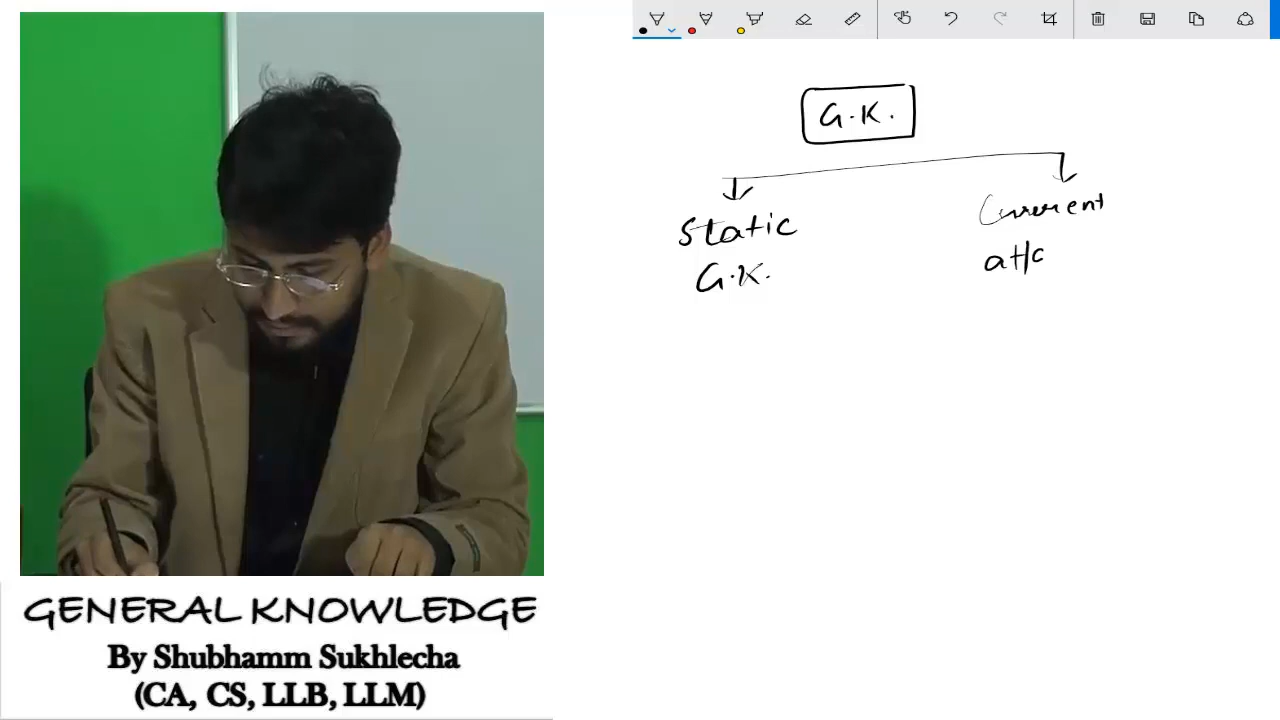 G.K.
Static
G.K.
Current
GENERAL KNOWLEDGE
By Shubhamm Sukhlecha
(CA, CS, LLB, LLM)